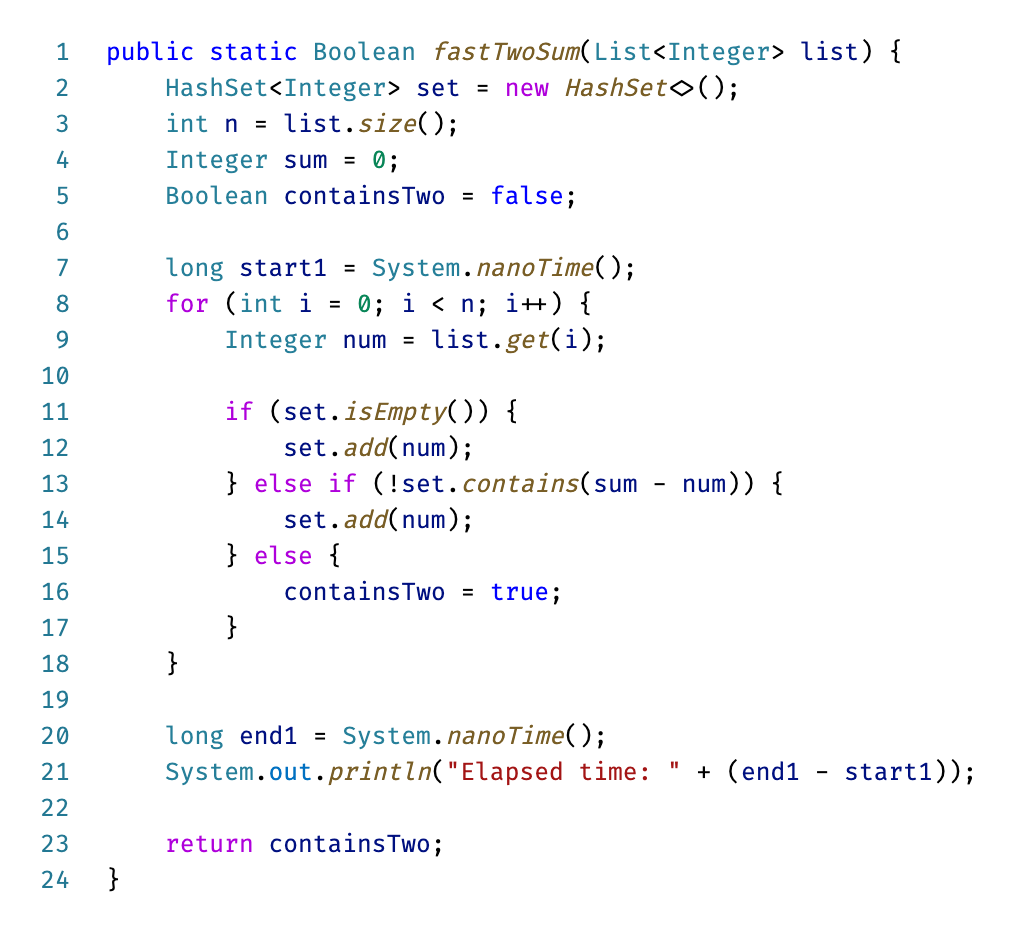 1 public static Boolean fastTwoSum(List<Integer> list) {
2     HashSet<Integer> set = new HashSet<>();
3     int n = list.size();
4     Integer sum = 0;
5     Boolean containsTwo = false;
6
7     long start1 = System.nanoTime();
8     for (int i = 0; i < n; i++) {
9         Integer num = list.get(i);
10
11         if (set.isEmpty()) {
12             set.add(num);
13         } else if (!set.contains(sum - num)) {
14             set.add(num);
15         } else {
16             containsTwo = true;
17         }
18     }
19
20     long end1 = System.nanoTime();
21     System.out.println("Elapsed time: " + (end1 - start1));
22
23     return containsTwo;
24 }